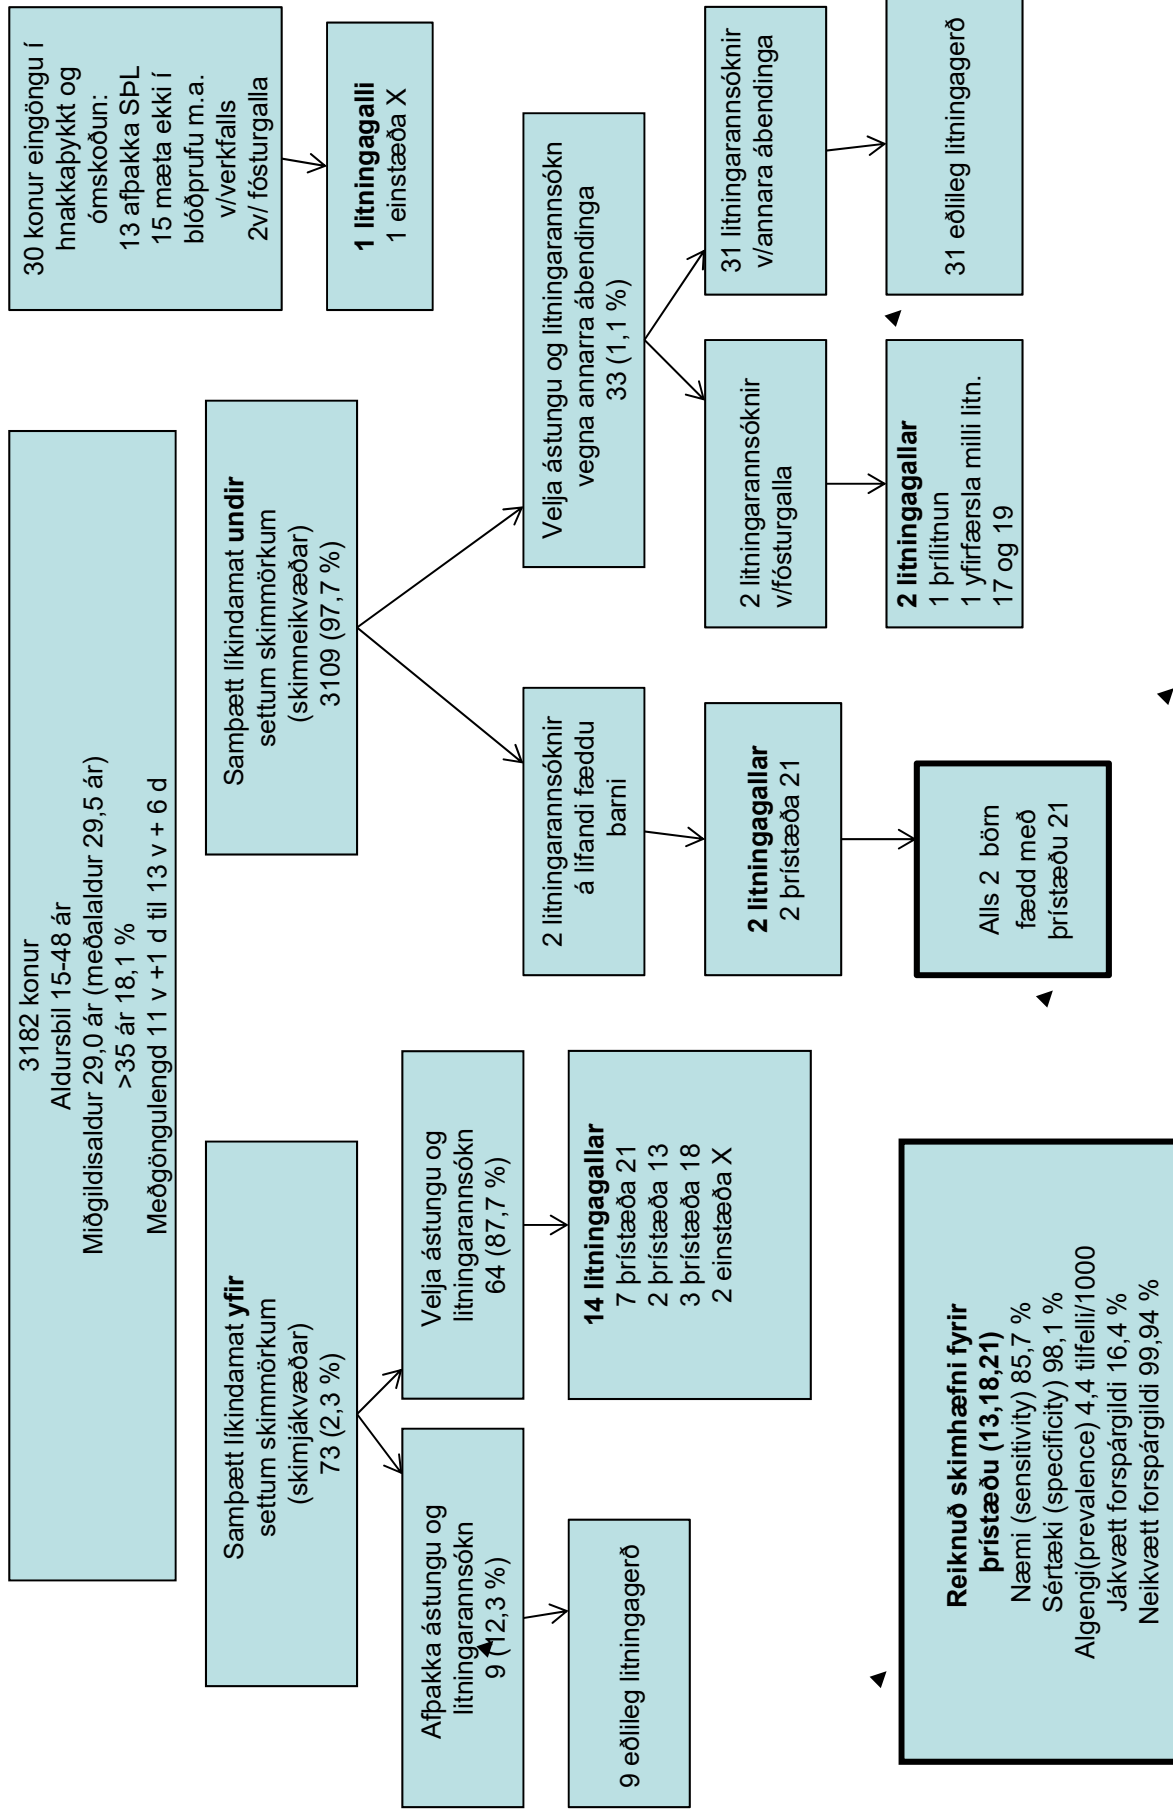 3182 konur
Aldursbil 15-48 ár
Miðgildisaldur 29,0 ár (meðalaldur 29,5 ár)
>35 ár 18,1 %
Meðgöngulengd 11 v +1 d til 13 v + 6 d
30 konur eingöngu í
hnakkaþykkt og
ómskoðun:
13 afþakka SÞL
15 mæta ekki í
blóðprufu m.a.
v/verkfalls
2v/ fósturgalla
1 litningagalli
1 einstæða X
Samþætt líkindamat yfir
settum skimmörkum
(skimjákvæðar)
73 (2,3 %)
Samþætt líkindamat undir
settum skimmörkum
(skimneikvæðar)
3109 (97,7 %)
Afþakka ástungu og
litningarannsókn
9 (12,3 %)
Velja ástungu og
litningarannsókn
64 (87,7 %)
9 eðlileg litningagerð
14 litningagallar
7 þrístæða 21
2 þrístæða 13
3 þrístæða 18
2 einstæða X
2 litningarannsóknir
á lifandi fæddu
barni
Velja ástungu og litningarannsókn
vegna annarra ábendinga
33 (1,1 %)
2 litningagallar
2 þrístæða 21
2 litningarannsóknir
v/fósturgalla
31 litningarannsóknir
v/annara ábendinga
Alls 2 börn
fædd með
þrístæðu 21
2 litningagallar
1 þrílitnun
1 yfirfærsla milli litn.
17 og 19
31 eðlileg litningagerð
Reiknuð skimhæfni fyrir
þrístæðu (13,18,21)
Næmi (sensitivity) 85,7 %
Sértæki (specificity) 98,1 %
Algengi(prevalence) 4,4 tilfelli/1000
Jákvætt forspárgildi 16,4 %
Neikvætt forspárgildi 99,94 %